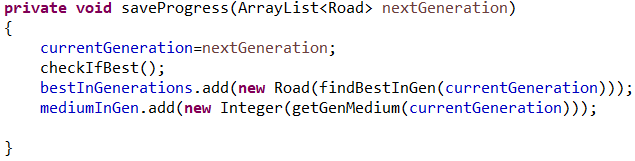 private void saveProgress(ArrayList<Road> nextGeneration)
{
currentGeneration=nextGeneration;
checkIfBest();
bestInGenerations.add(new Road(findBestInGen(currentGeneration)));
mediumInGen.add(new Integer(getGenMedium(currentGeneration)));
}